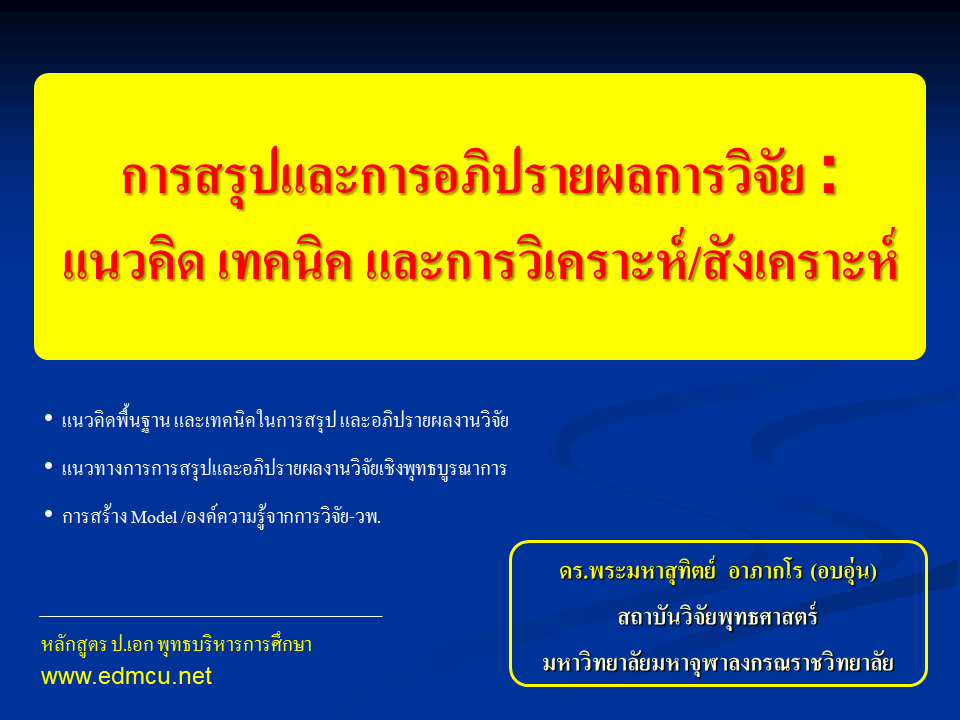 การสรุปและการอภิปรายผลการวิจัย :
แนวคิด เทคนิค และการวิเคราะห์/สังเคราะห์
• แนวคิดพื้นฐาน และเทคนิคในการสรุป และอภิปรายผลงานวิจัย
• แนวทางการการสรุปและอภิปรายผลงานวิจัยเชิงพุทธบูรณาการ
• การสร้าง Model /องค์ความรู้จากการวิจัย-วพ.
ดร.พระมหาสุทิตย์ อาภากโร (อบอุ่น)
สถาบันวิจัยพุทธศาสตร์
มหาวิทยาลัยมหาจุฬาลงกรณราชวิทยาลัย
หลักสูตร ป.เอก พุทธบริหารการศึกษา
www.edmcu.net